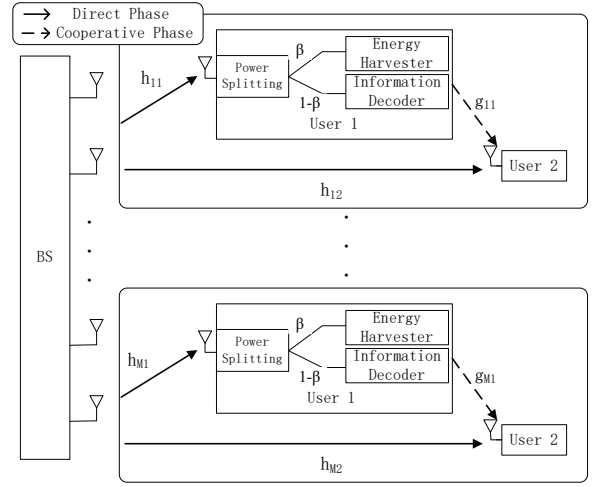 Direct Phase
Cooperative Phase
BS
h11
Power
Splitting
β
1-β
Energy
Harvester
Information
Decoder
User 1
g11
User 2
h12
hM1
Power
Splitting
β
1-β
Energy
Harvester
Information
Decoder
User 1
gM1
User 2
hM2